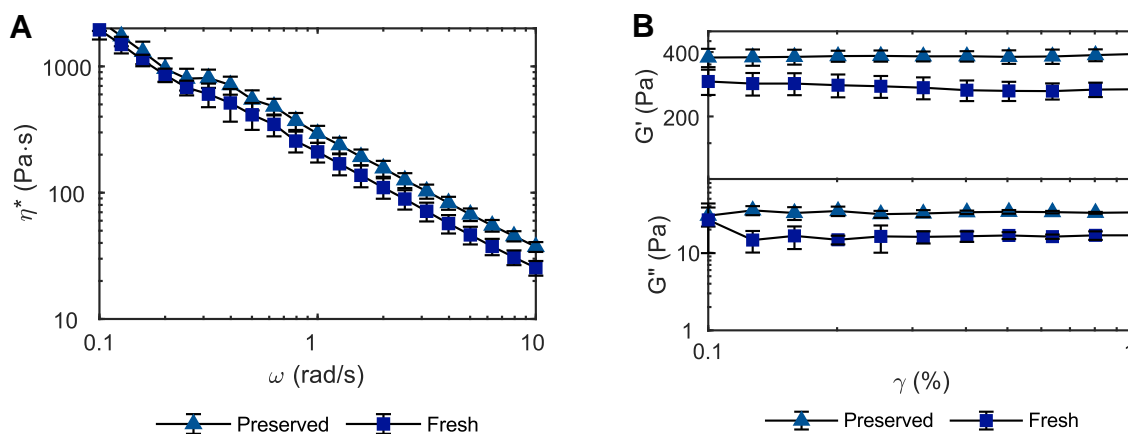 A
1000
100
10
η* (Pa·s)
0.1
1
10
ω (rad/s)
Preserved
Fresh
B
400
200
G' (Pa)
10
1
G" (Pa)
0.1
1
γ (%)
Preserved
Fresh